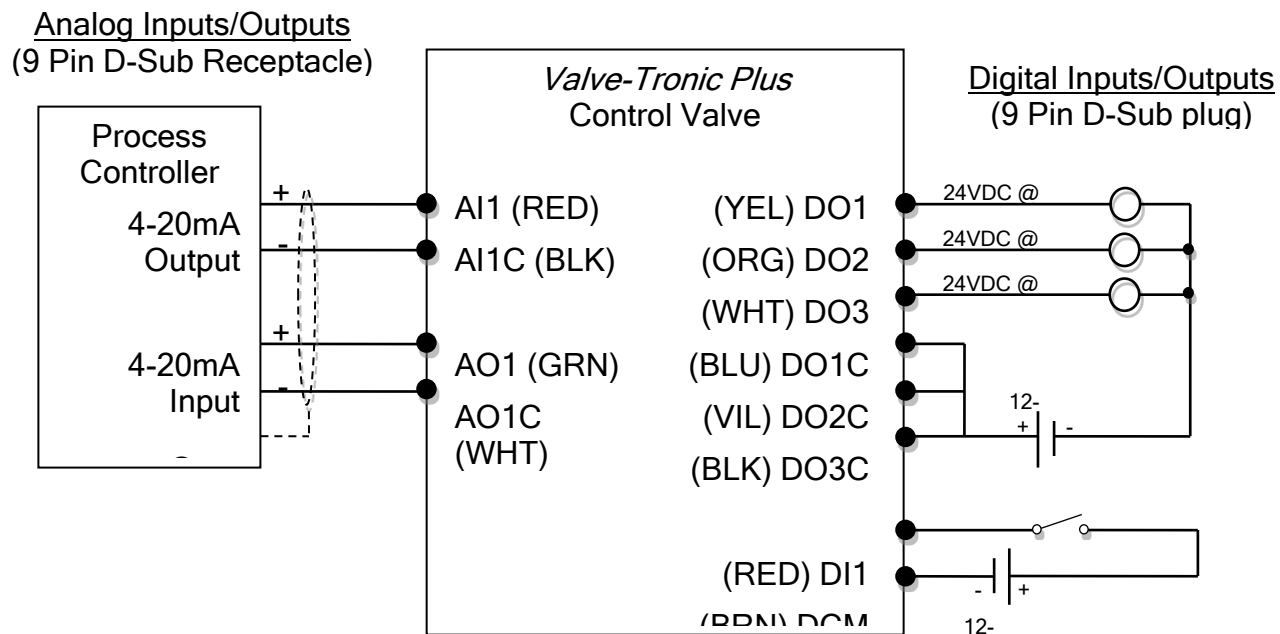 Analog Inputs/Outputs
(9 Pin D-Sub Receptacle)
Process
Controller
4-20mA
Output
4-20mA
Input
+
-
+
-
Valve-Tronic Plus
Control Valve
AI1 (RED)
AI1C (BLK)
AO1 (GRN)
AO1C
(WHT)
(YEL) DO1
(ORG) DO2
(WHT) DO3
(BLU) DO1C
(VIL) DO2C
(BLK) DO3C
(RED) DI1
(BRN) DCM
Digital Inputs/Outputs
(9 Pin D-Sub plug)
24VDC @
24VDC @
24VDC @
12-
+ -
- +
12-